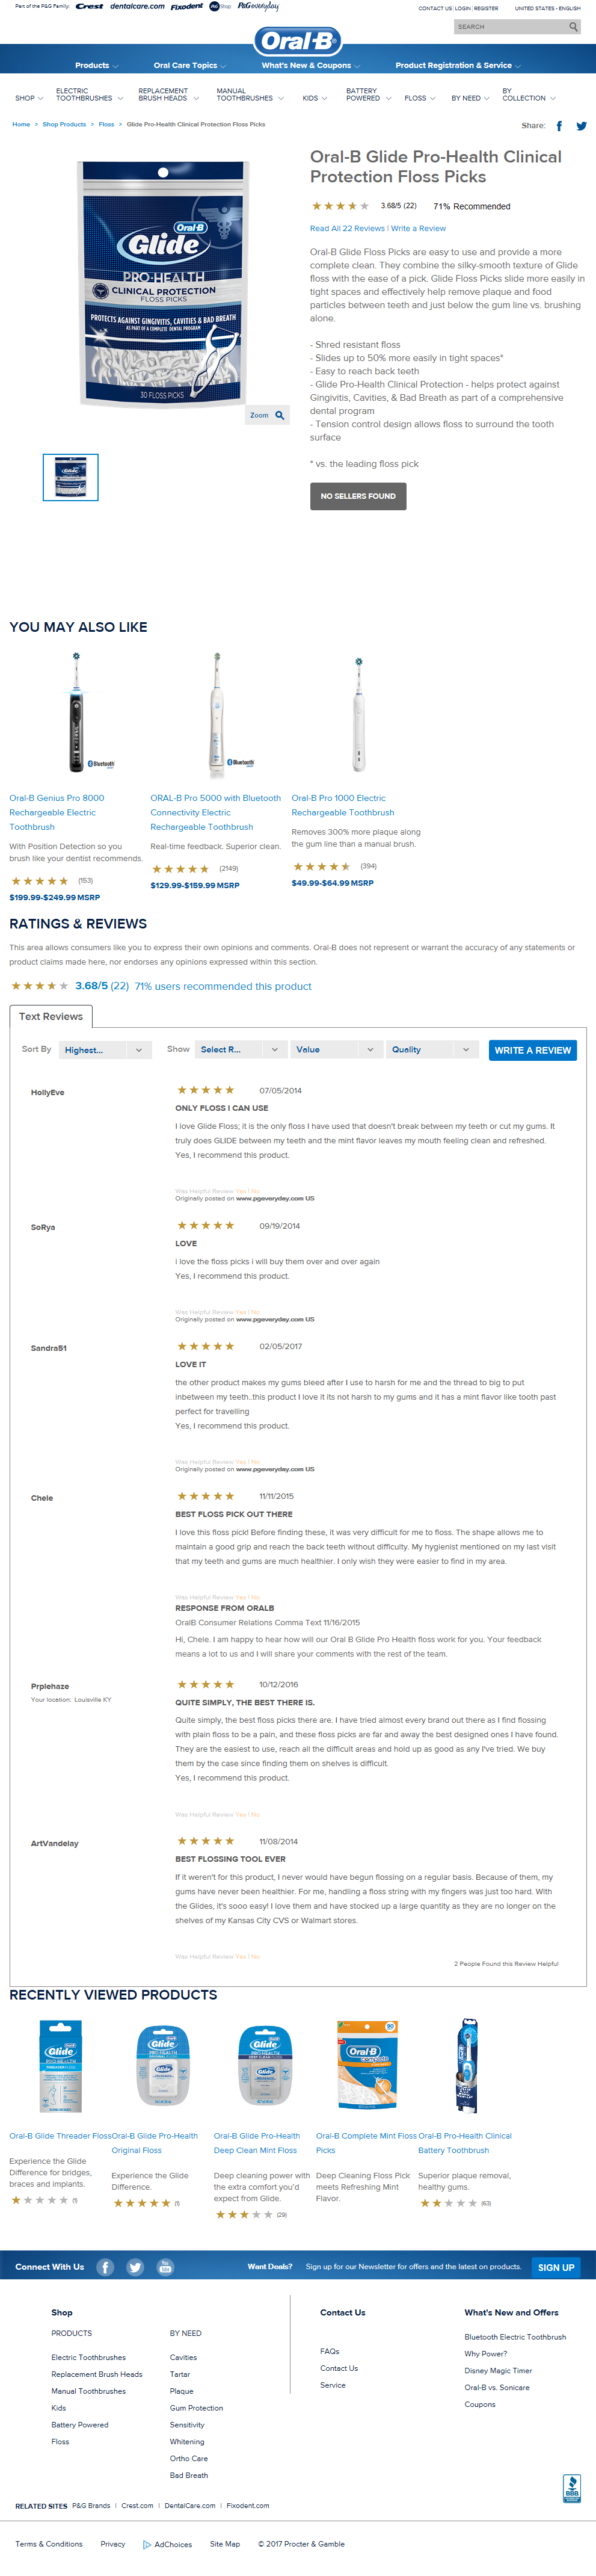 Part of the P&G Family: Crest dentalcare.com Fixodent P&G Shop P&G everyday
CONTACT US | LOGIN | REGISTER UNITED STATES - ENGLISH
SEARCH
Oral-B
Products Oral Care Topics What's New & Coupons Product Registration & Service
SHOP ELECTRIC TOOTHBRUSHES REPLACEMENT BRUSH HEADS MANUAL TOOTHBRUSHES KIDS BATTERY POWERED FLOSS BY NEED BY COLLECTION
Home > Shop Products > Floss > Glide Pro-Health Clinical Protection Floss Picks
Share:
Oral-B
Glide
PRO-HEALTH
CLINICAL PROTECTION
FLOSS PICKS
PROTECTS AGAINST GINGIVITIS, CAVITIES & BAD BREATH
AS PART OF A COMPLETE DENTAL PROGRAM
30 FLOSS PICKS
Zoom
Oral-B Glide Pro-Health Clinical
Protection Floss Picks
3.68/5 (22) 71% Recommended
Read All 22 Reviews | Write a Review
Oral-B Glide Floss Picks are easy to use and provide a more
complete clean. They combine the silky-smooth texture of Glide
floss with the ease of a pick. Glide Floss Picks slide more easily in
tight spaces and effectively help remove plaque and food
particles between teeth and just below the gum line vs. brushing
alone.
- Shred resistant floss
- Slides up to 50% more easily in tight spaces*
- Easy to reach back teeth
- Glide Pro-Health Clinical Protection - helps protect against
Gingivitis, Cavities, & Bad Breath as part of a comprehensive
dental program
- Tension control design allows floss to surround the tooth
surface
* vs. the leading floss pick
NO SELLERS FOUND
YOU MAY ALSO LIKE
Bluetooth
Bluetooth
Oral-B Genius Pro 8000
Rechargeable Electric
Toothbrush
With Position Detection so you
brush like your dentist recommends.
(153)
$199.99-$249.99 MSRP
ORAL-B Pro 5000 with Bluetooth
Connectivity Electric
Rechargeable Toothbrush
Real-time feedback. Superior clean.
(2149)
$129.99-$159.99 MSRP
Oral-B Pro 1000 Electric
Rechargeable Toothbrush
Removes 300% more plaque along
the gum line than a manual brush.
(394)
$49.99-$64.99 MSRP
RATINGS & REVIEWS
This area allows consumers like you to express their own opinions and comments. Oral-B does not represent or warrant the accuracy of any statements or
product claims made here, nor endorses any opinions expressed within this section.
3.68/5 (22) 71% users recommended this product
Text Reviews
Sort By Highest... Show Select R... Value Quality WRITE A REVIEW
HollyEve 07/05/2014
ONLY FLOSS I CAN USE
I love Glide Floss; it is the only floss I have used that doesn't break between my teeth or cut my gums. It
truly does GLIDE between my teeth and the mint flavor leaves my mouth feeling clean and refreshed.
Yes, I recommend this product.
Was Helpful Review Yes | No
Originally posted on www.pgeveryday.com US
SoRya 09/19/2014
LOVE
i love the floss picks i will buy them over and over again
Yes, I recommend this product.
Was Helpful Review Yes | No
Originally posted on www.pgeveryday.com US
Sandra51 02/05/2017
LOVE IT
the other product makes my gums bleed after I use to harsh for me and the thread to big to put
inbetween my teeth..this product I love it its not harsh to my gums and it has a mint flavor like tooth past
perfect for travelling
Yes, I recommend this product.
Was Helpful Review Yes | No
Originally posted on www.pgeveryday.com US
Chele 11/11/2015
BEST FLOSS PICK OUT THERE
I love this floss pick! Before finding these, it was very difficult for me to floss. The shape allows me to
maintain a good grip and reach the back teeth without difficulty. My hygienist mentioned on my last visit
that my teeth and gums are much healthier. I only wish they were easier to find in my area.
Was Helpful Review Yes | No
RESPONSE FROM ORALB
OralB Consumer Relations Comma Text 11/16/2015
Hi, Chele. I am happy to hear how will our Oral B Glide Pro Health floss work for you. Your feedback
means a lot to us and I will share your comments with the rest of the team.
Prplehaze 10/12/2016
Your location: Louisville KY
QUITE SIMPLY, THE BEST THERE IS.
Quite simply, the best floss picks there are. I have tried almost every brand out there as I find flossing
with plain floss to be a pain, and these floss picks are far and away the best designed ones I have found.
They are the easiest to use, reach all the difficult areas and hold up as good as any I've tried. We buy
them by the case since finding them on shelves is difficult.
Yes, I recommend this product.
Was Helpful Review Yes | No
ArtVandelay 11/08/2014
BEST FLOSSING TOOL EVER
If it weren't for this product, I never would have begun flossing on a regular basis. Because of them, my
gums have never been healthier. For me, handling a floss string with my fingers was just too hard. With
the Glides, it's sooo easy! I love them and have stocked up a large quantity as they are no longer on the
shelves of my Kansas City CVS or Walmart stores.
Was Helpful Review Yes | No
2 People Found this Review Helpful
RECENTLY VIEWED PRODUCTS
Glide
Glide
Glide
Oral-B
complete
Oral-B Glide Threader Floss
Experience the Glide
Difference for bridges,
braces and implants.
(1)
Oral-B Glide Pro-Health
Original Floss
Experience the Glide
Difference.
(1)
Oral-B Glide Pro-Health
Deep Clean Mint Floss
Deep cleaning power with
the extra comfort you'd
expect from Glide.
(29)
Oral-B Complete Mint Floss
Picks
Deep Cleaning Floss Pick
meets Refreshing Mint
Flavor.
Oral-B Pro-Health Clinical
Battery Toothbrush
Superior plaque removal,
healthy gums.
(63)
Connect With Us You Tube Want Deals? Sign up for our Newsletter for offers and the latest on products. SIGN UP
Shop
PRODUCTS
Electric Toothbrushes
Replacement Brush Heads
Manual Toothbrushes
Kids
Battery Powered
Floss
BY NEED
Cavities
Tartar
Plaque
Gum Protection
Sensitivity
Whitening
Ortho Care
Bad Breath
Contact Us
FAQs
Contact Us
Service
What's New and Offers
Bluetooth Electric Toothbrush
Why Power?
Disney Magic Timer
Oral-B vs. Sonicare
Coupons
BBB
RELATED SITES P&G Brands | Crest.com | DentalCare.com | Fixodent.com
Terms & Conditions Privacy AdChoices Site Map © 2017 Procter & Gamble